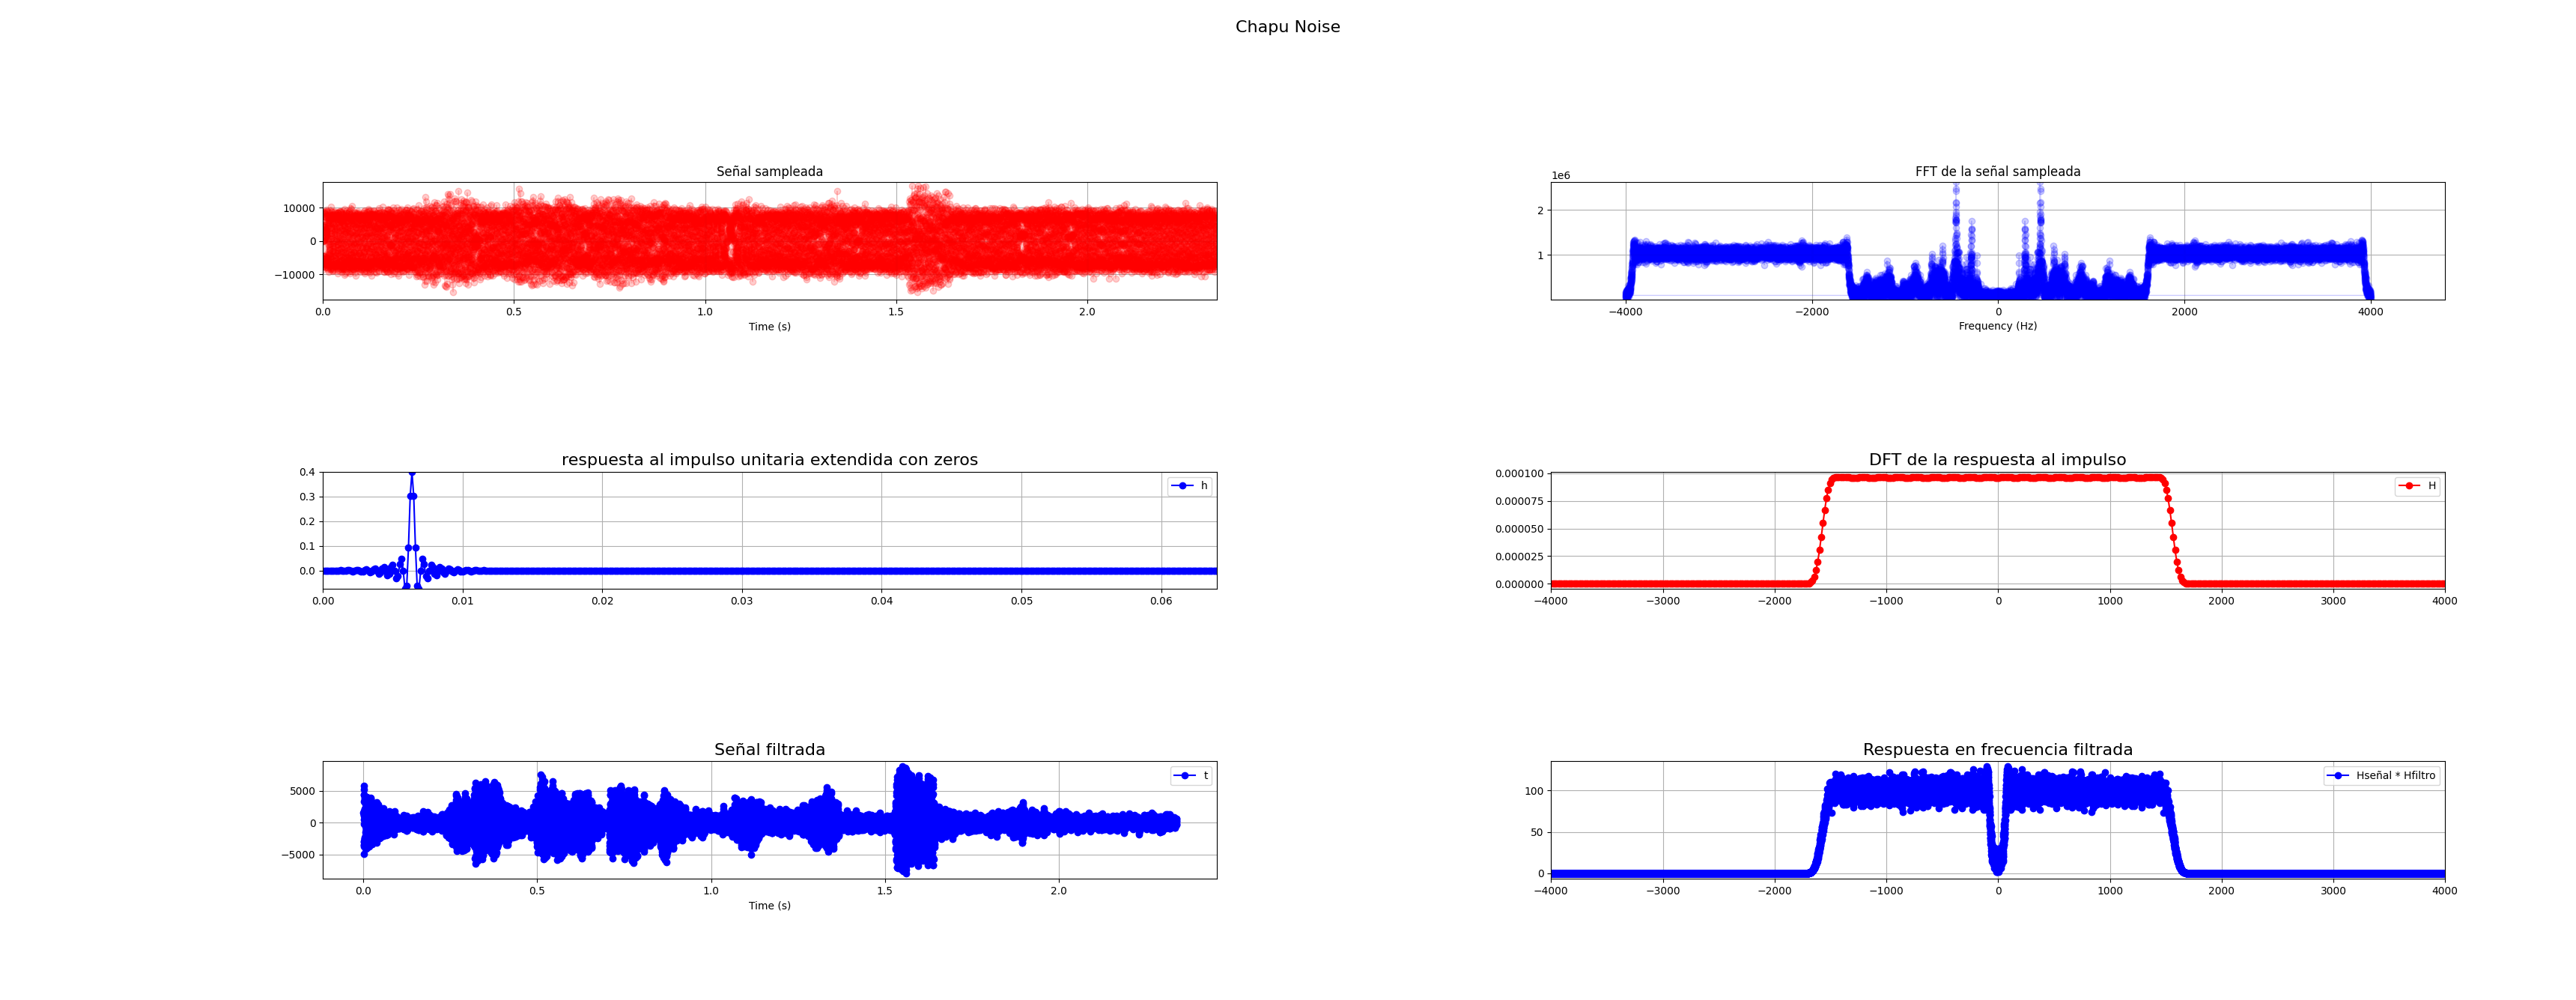 Chapu Noise
Señal sampleada
10000
0
−10000
0.0 0.5 1.0 1.5 2.0
Time (s)
FFT de la señal sampleada
1e6
2
1
−4000 −2000 0 2000 4000
Frequency (Hz)
respuesta al impulso unitaria extendida con zeros
0.4
0.3
0.2
0.1
0.0
h
0.00 0.01 0.02 0.03 0.04 0.05 0.06
DFT de la respuesta al impulso
0.000100
0.000075
0.000050
0.000025
0.000000
H
−4000 −3000 −2000 −1000 0 1000 2000 3000 4000
Señal filtrada
5000
0
−5000
t
0.0 0.5 1.0 1.5 2.0
Time (s)
Respuesta en frecuencia filtrada
100
50
0
Hseñal * Hfiltro
−4000 −3000 −2000 −1000 0 1000 2000 3000 4000